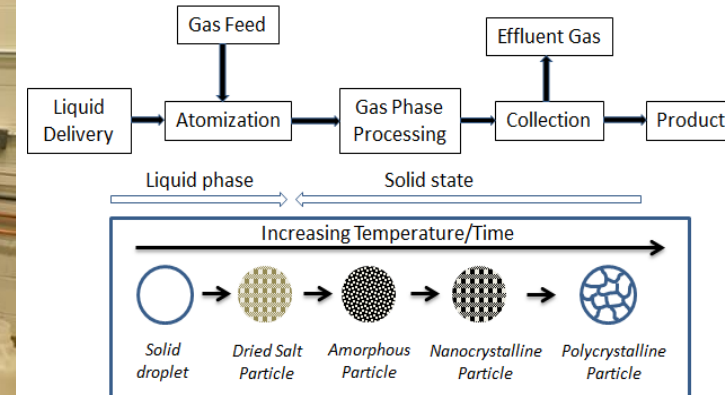 Gas Feed
Effluent Gas
Liquid
Delivery
Atomization
Gas Phase
Processing
Collection
Product
Liquid phase
Solid state
Increasing Temperature/Time
Solid
droplet
Dried Salt
Particle
Amorphous
Particle
Nanocrystalline
Particle
Polycrystalline
Particle